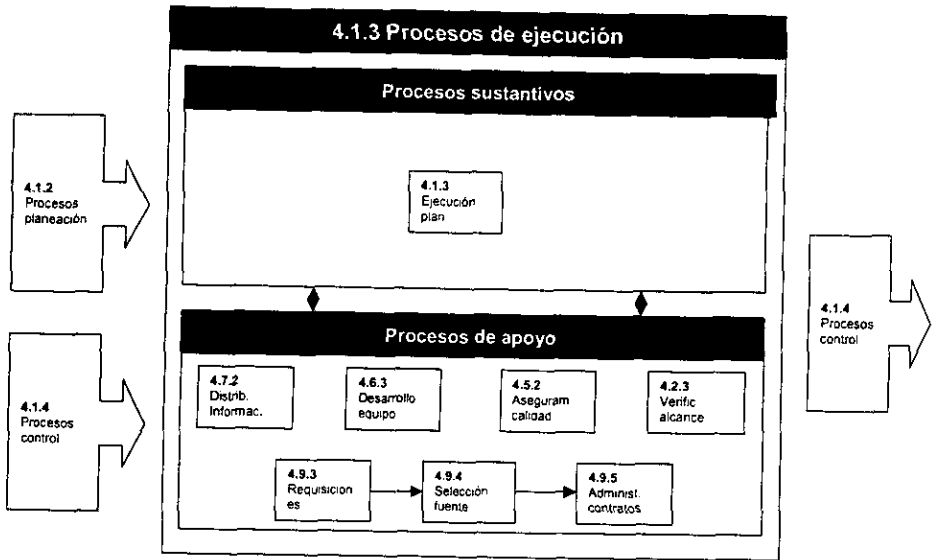 4.1.3 Procesos de ejecución
Procesos sustantivos
4.1.2
Procesos
planeación
4.1.3
Ejecución
plan
4.1.4
Procesos
control
Procesos de apoyo
4.7.2
Distrib.
Informac.
4.6.3
Desarrollo
equipo
4.5.2
Aseguram
calidad
4.2.3
Verific
alcance
4.1.4
Procesos
control
4.9.3
Requisicion
es
4.9.4
Selección
fuente
4.9.5
Administ.
contratos